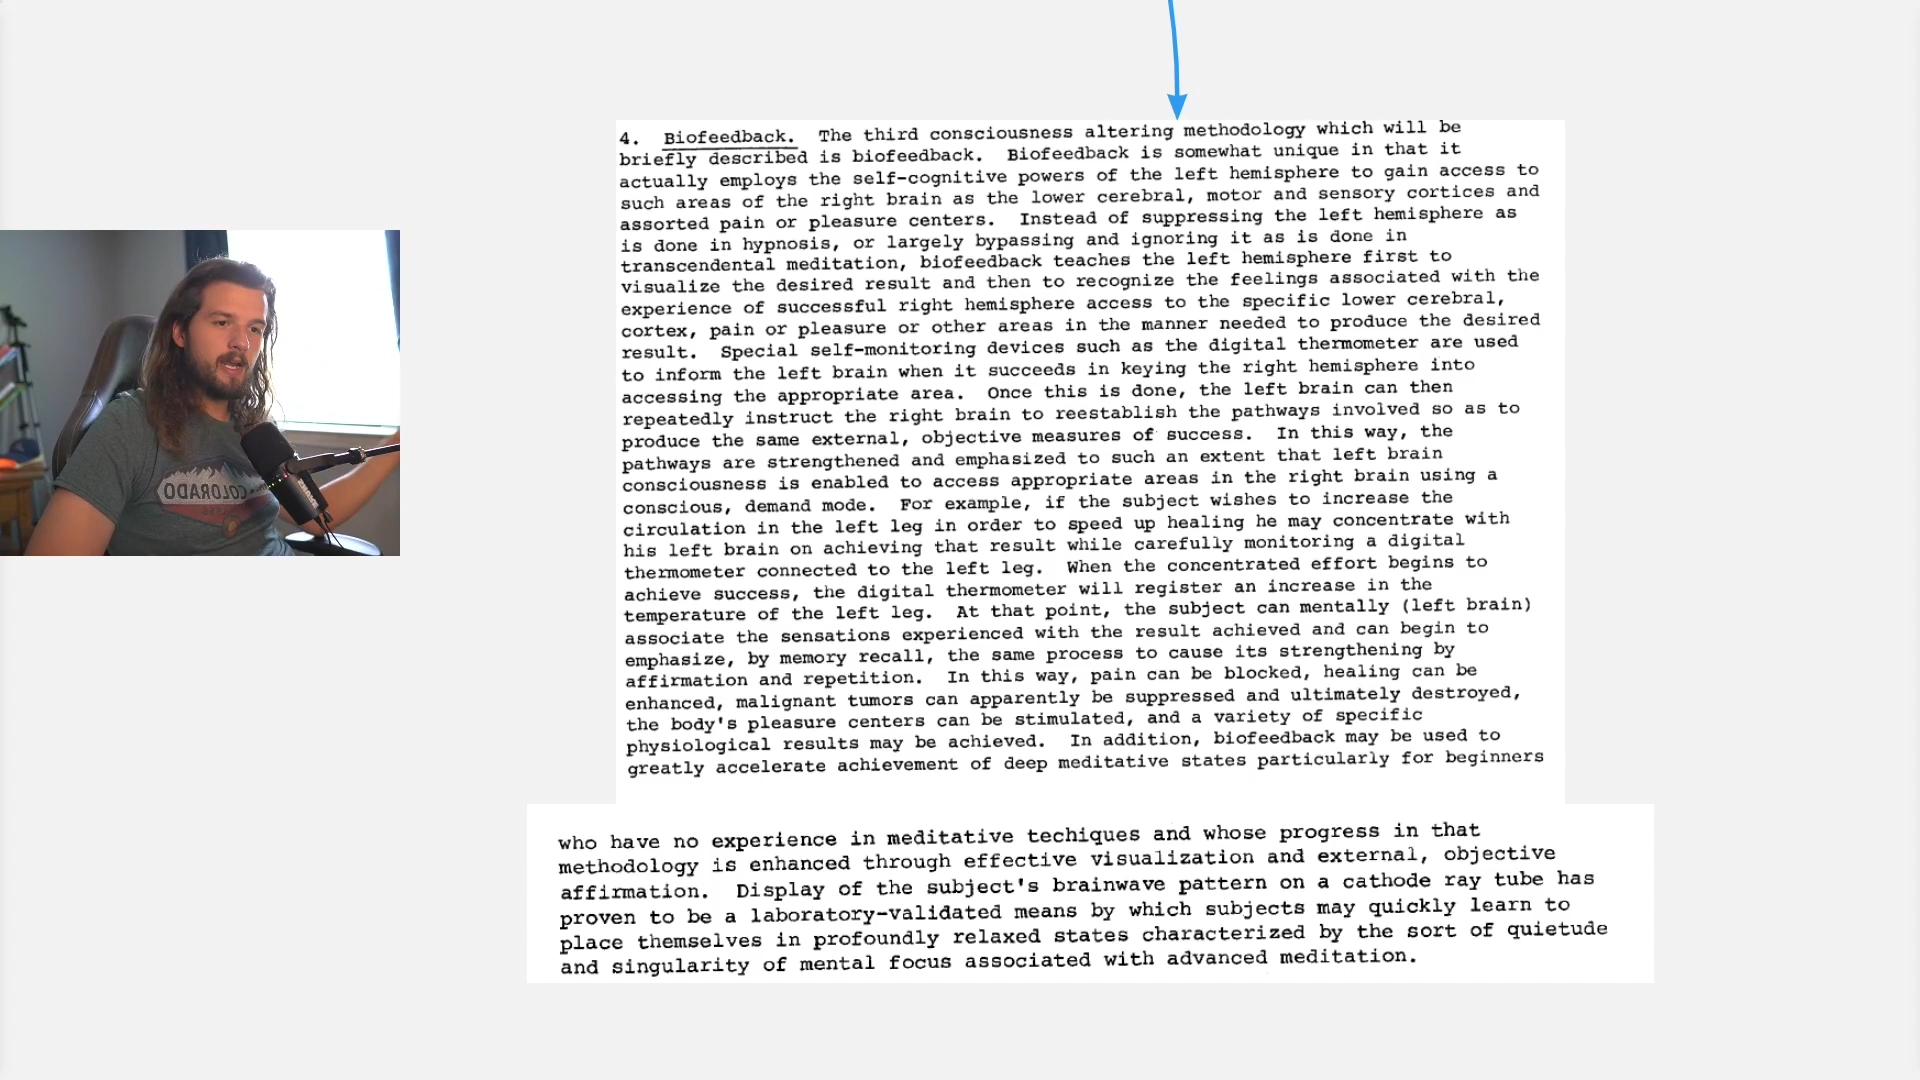 4. Biofeedback. The third consciousness altering methodology which will be
briefly described is biofeedback. Biofeedback is somewhat unique in that it
actually employs the self-cognitive powers of the left hemisphere to gain access to
such areas of the right brain as the lower cerebral, motor and sensory cortices and
assorted pain or pleasure centers. Instead of suppressing the left hemisphere as
is done in hypnosis, or largely bypassing and ignoring it as is done in
transcendental meditation, biofeedback teaches the left hemisphere first to
visualize the desired result and then to recognize the feelings associated with the
experience of successful right hemisphere access to the specific lower cerebral,
cortex, pain or pleasure or other areas in the manner needed to produce the desired
result. Special self-monitoring devices such as the digital thermometer are used
to inform the left brain when it succeeds in keying the right hemisphere into
accessing the appropriate area. Once this is done, the left brain can then
repeatedly instruct the right brain to reestablish the pathways involved so as to
produce the same external, objective measures of success. In this way, the
pathways are strengthened and emphasized to such an extent that left brain
consciousness is enabled to access appropriate areas in the right brain using a
conscious, demand mode. For example, if the subject wishes to increase the
circulation in the left leg in order to speed up healing he may concentrate with
his left brain on achieving that result while carefully monitoring a digital
thermometer connected to the left leg. When the concentrated effort begins to
achieve success, the digital thermometer will register an increase in the
temperature of the left leg. At that point, the subject can mentally (left brain)
associate the sensations experienced with the result achieved and can begin to
emphasize, by memory recall, the same process to cause its strengthening by
affirmation and repetition. In this way, pain can be blocked, healing can be
enhanced, malignant tumors can apparently be suppressed and ultimately destroyed,
the body's pleasure centers can be stimulated, and a variety of specific
physiological results may be achieved. In addition, biofeedback may be used to
greatly accelerate achievement of deep meditative states particularly for beginners
who have no experience in meditative techiques and whose progress in that
methodology is enhanced through effective visualization and external, objective
affirmation. Display of the subject's brainwave pattern on a cathode ray tube has
proven to be a laboratory-validated means by which subjects may quickly learn to
place themselves in profoundly relaxed states characterized by the sort of quietude
and singularity of mental focus associated with advanced meditation.
COLORADO